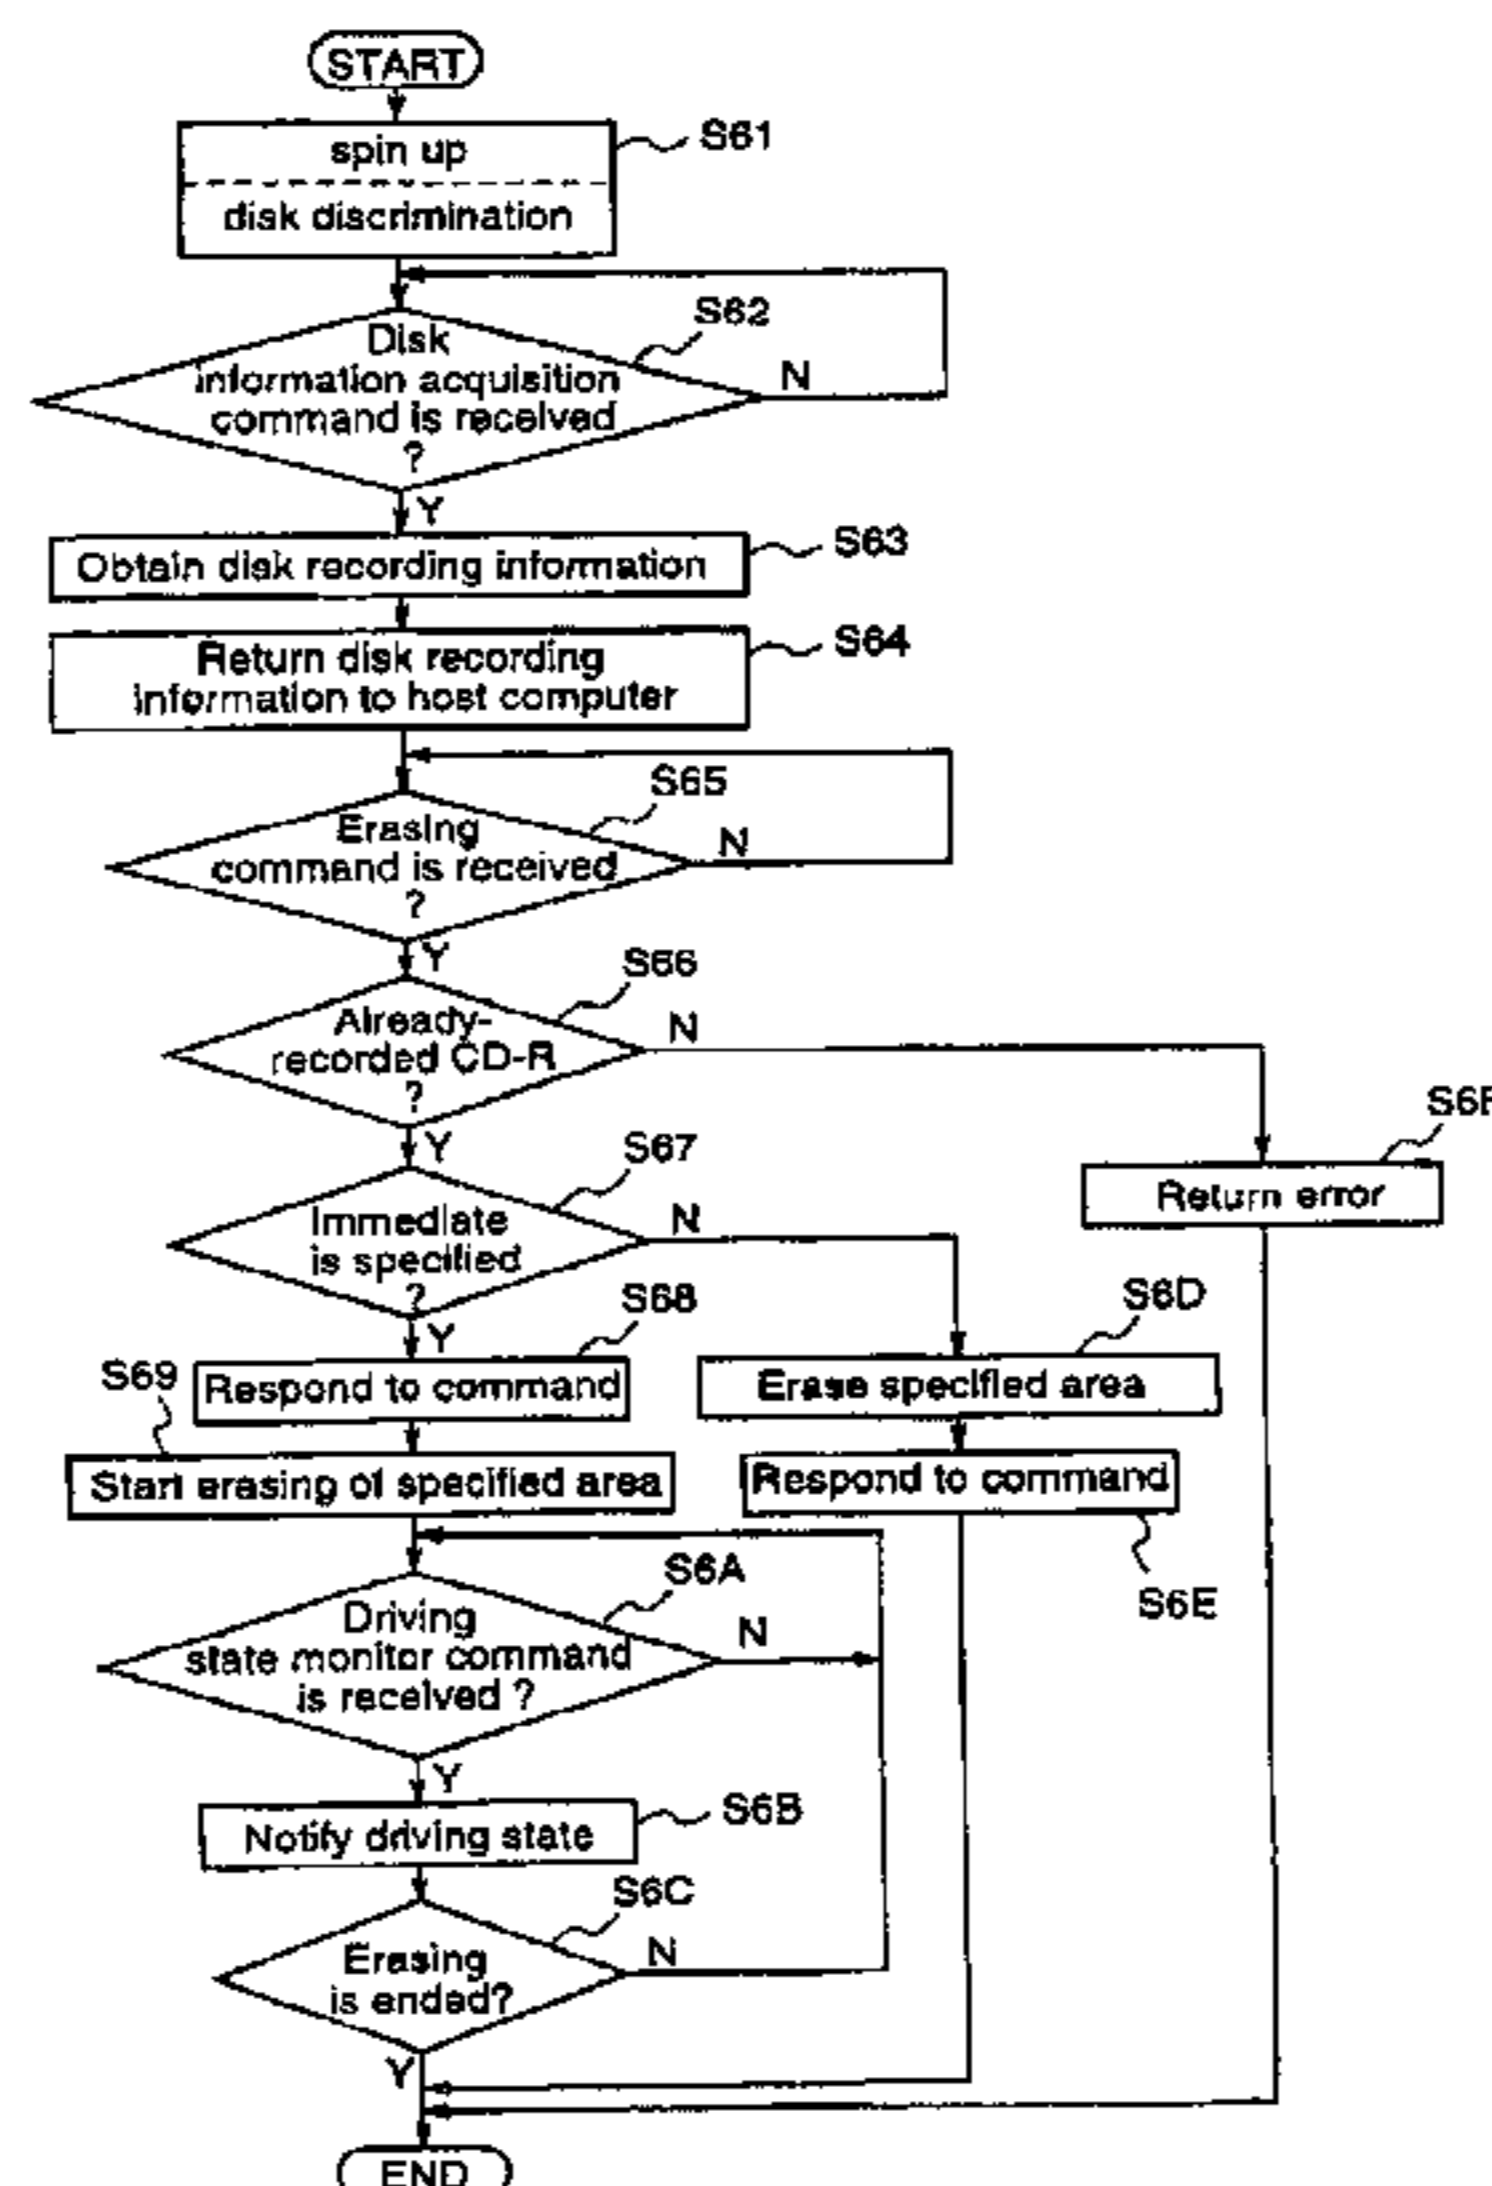 START
spin up
S61
disk discrimination
S62
Disk
information acquisition
command is received
?
N
Y
Obtain disk recording information
S63
Return disk recording
information to host computer
S64
S65
Erasing
command is received
?
N
Y
S66
Already-
recorded CD-R
?
N
Y
S6F
Return error
S67
Immediate
is specified
?
N
Y
S68
Respond to command
S6D
Erase specified area
S69
Start erasing of specified area
Respond to command
S6E
S6A
Driving
state monitor command
is received ?
N
Y
Notify driving state
S6B
S6C
Erasing
is ended?
N
Y
END